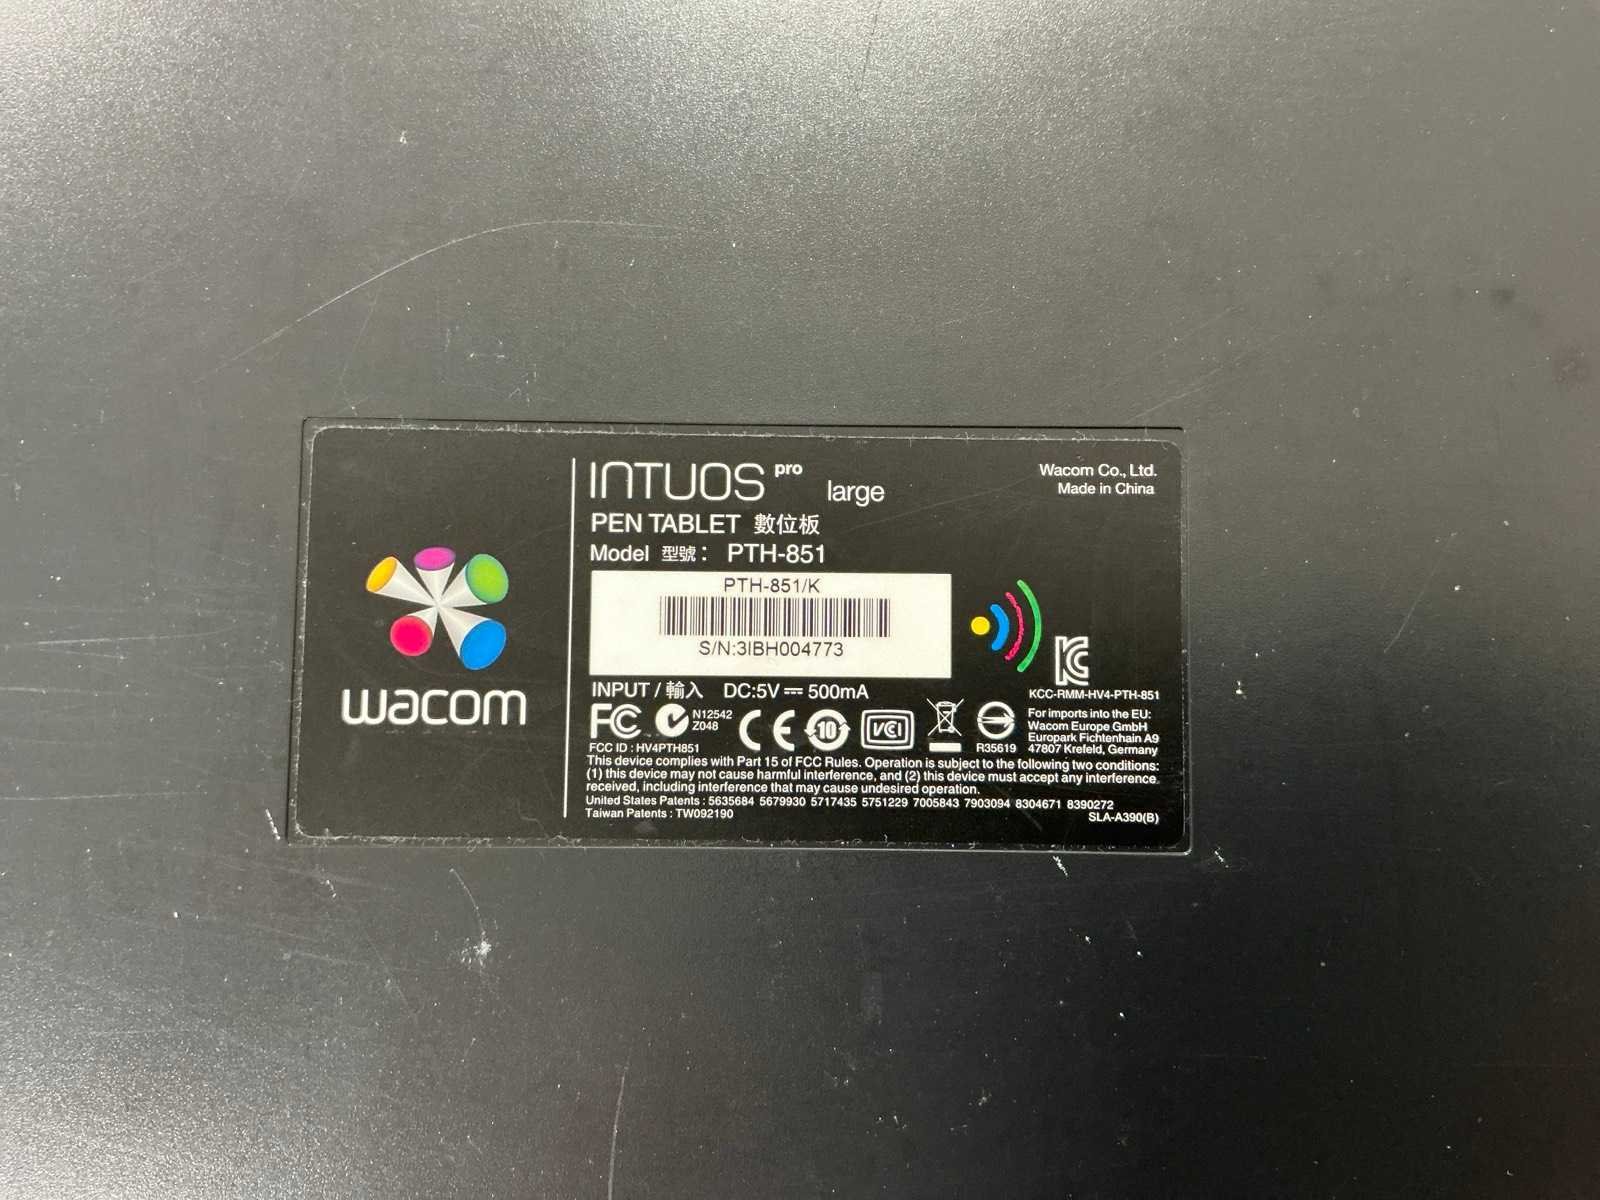 wacom
INTUOS pro large
PEN TABLET 數位板
Model 型號： PTH-851
Wacom Co., Ltd.
Made in China
PTH-851/K
S/N:3IBH004773
INPUT / 輸入 DC:5V 500mA
KCC-RMM-HV4-PTH-851
FC
N12542
Z048
CE
10
VCI
R35619
FCC ID : HV4PTH851
For imports into the EU:
Wacom Europe GmbH
Europark Fichtenhain A9
47807 Krefeld, Germany
This device complies with Part 15 of FCC Rules. Operation is subject to the following two conditions:
(1) this device may not cause harmful interference, and (2) this device must accept any interference
received, including interference that may cause undesired operation.
United States Patents : 5635684 5679930 5717435 5751229 7005843 7903094 8304671 8390272
Taiwan Patents : TW092190
SLA-A390(B)